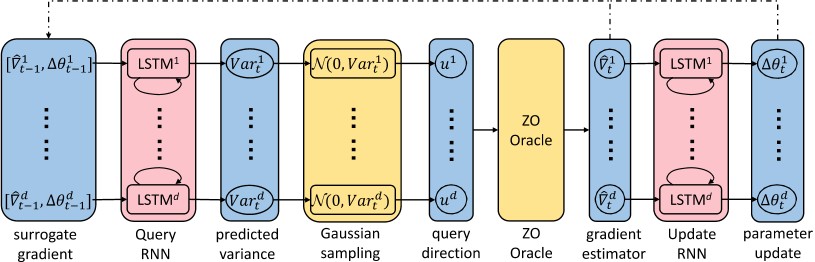 [∇̂¹ₜ₋₁, Δθ¹ₜ₋₁] LSTM¹ Var¹ₜ 𝒩(0, Var¹ₜ) u¹ ∇̂¹ₜ LSTM¹ Δθ¹ₜ
ZO
Oracle
[∇̂ᵈₜ₋₁, Δθᵈₜ₋₁] LSTMᵈ Varᵈₜ 𝒩(0, Varᵈₜ) uᵈ ∇̂ᵈₜ LSTMᵈ Δθᵈₜ
surrogate Query predicted Gaussian query ZO gradient Update parameter
gradient RNN variance sampling direction Oracle estimator RNN update